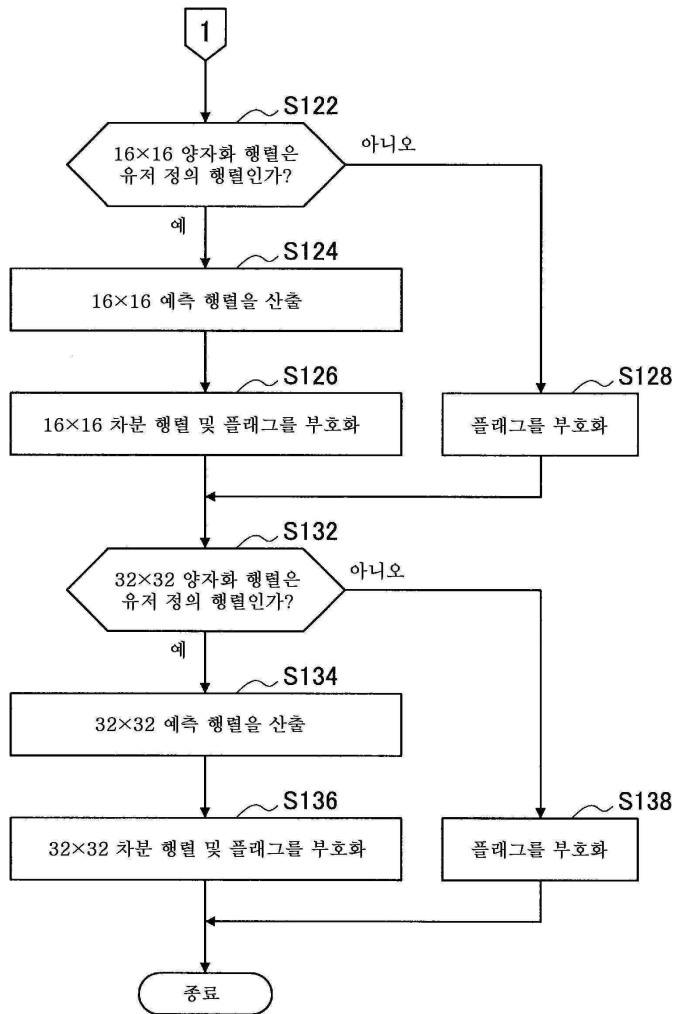 1
S122
16×16 양자화 행렬은
유저 정의 행렬인가?
아니오
예
S124
16×16 예측 행렬을 산출
S126
16×16 차분 행렬 및 플래그를 부호화
S128
플래그를 부호화
S132
32×32 양자화 행렬은
유저 정의 행렬인가?
아니오
예
S134
32×32 예측 행렬을 산출
S136
32×32 차분 행렬 및 플래그를 부호화
S138
플래그를 부호화
종료